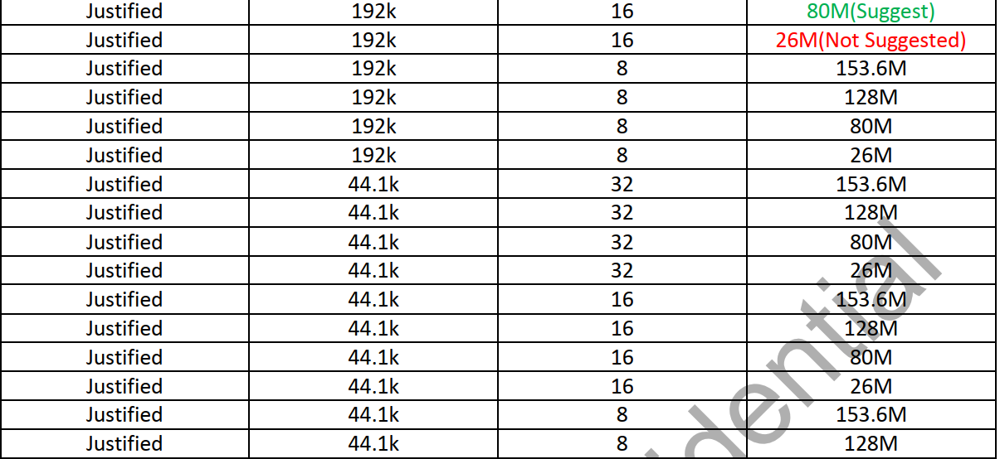 Justified 192k 16 80M(Suggest)
Justified 192k 16 26M(Not Suggested)
Justified 192k 8 153.6M
Justified 192k 8 128M
Justified 192k 8 80M
Justified 192k 8 26M
Justified 44.1k 32 153.6M
Justified 44.1k 32 128M
Justified 44.1k 32 80M
Justified 44.1k 32 26M
Justified 44.1k 16 153.6M
Justified 44.1k 16 128M
Justified 44.1k 16 80M
Justified 44.1k 16 26M
Justified 44.1k 8 153.6M
Justified 44.1k 8 128M
idential